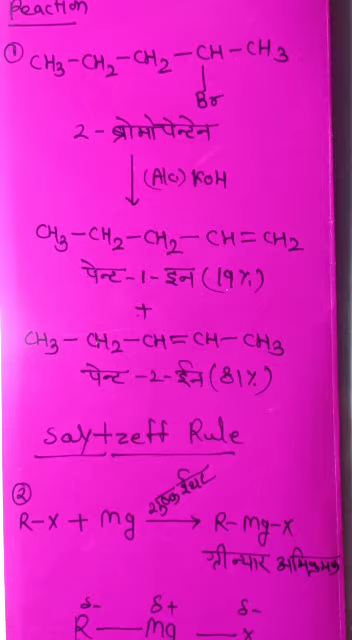 Reaction
① CH3-CH2-CH2-CH-CH3
Br
2-ब्रोमोपेन्टेन
(Alc) KOH
CH3-CH2-CH2-CH=CH2
पेन्ट-1-इन (19%)
+
CH3-CH2-CH=CH-CH3
पेन्ट-2-ईन (81%)
Saytzeff Rule
②
शुष्क ईथर
R-X + Mg → R-Mg-X
ग्रीन्यार अभिकर्मक
δ- δ+ δ-
R-Mg-X